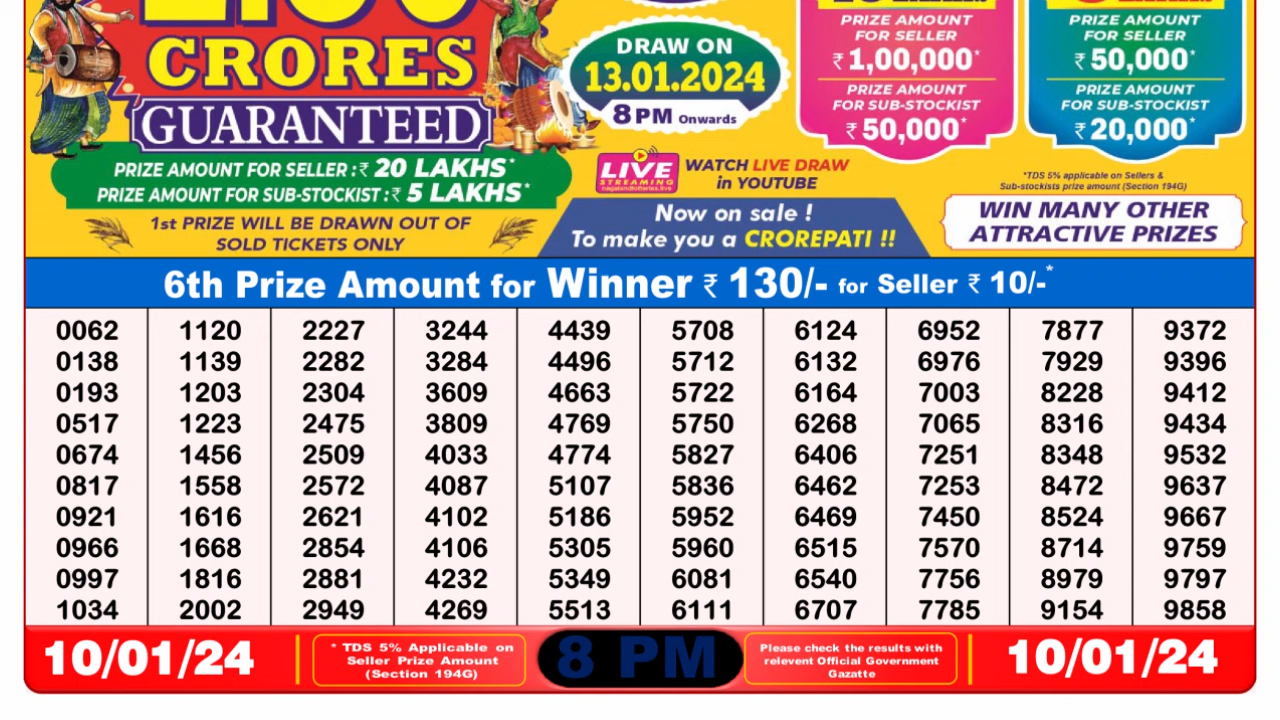 CRORES
GUARANTEED
PRIZE AMOUNT FOR SELLER :₹ 20 LAKHS*
PRIZE AMOUNT FOR SUB-STOCKIST :₹ 5 LAKHS*
1st PRIZE WILL BE DRAWN OUT OF
SOLD TICKETS ONLY
DRAW ON
13.01.2024
8 PM Onwards
LIVE
STREAMING
WATCH LIVE DRAW
in YOUTUBE
Now on sale !
To make you a CROREPATI !!
PRIZE AMOUNT
FOR SELLER
₹ 1,00,000*
PRIZE AMOUNT
FOR SUB-STOCKIST
₹ 50,000*
PRIZE AMOUNT
FOR SELLER
₹ 50,000*
PRIZE AMOUNT
FOR SUB-STOCKIST
₹ 20,000*
*TDS 5% applicable on Sellers &
Sub-stockists prize amount (Section 194G)
WIN MANY OTHER
ATTRACTIVE PRIZES
6th Prize Amount for Winner ₹ 130/- for Seller ₹ 10/-*
0062 1120 2227 3244 4439 5708 6124 6952 7877 9372
0138 1139 2282 3284 4496 5712 6132 6976 7929 9396
0193 1203 2304 3609 4663 5722 6164 7003 8228 9412
0517 1223 2475 3809 4769 5750 6268 7065 8316 9434
0674 1456 2509 4033 4774 5827 6406 7251 8348 9532
0817 1558 2572 4087 5107 5836 6462 7253 8472 9637
0921 1616 2621 4102 5186 5952 6469 7450 8524 9667
0966 1668 2854 4106 5305 5960 6515 7570 8714 9759
0997 1816 2881 4232 5349 6081 6540 7756 8979 9797
1034 2002 2949 4269 5513 6111 6707 7785 9154 9858
10/01/24
* TDS 5% Applicable on
Seller Prize Amount
(Section 194G)
8 PM
Please check the results with
relevent Official Government
Gazatte
10/01/24